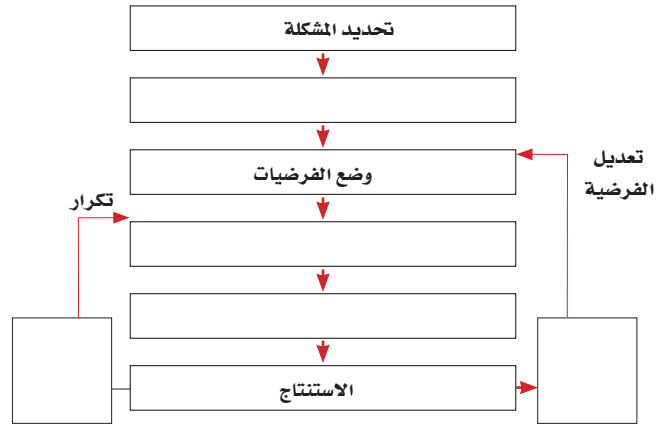 تحديد المشكلة
وضع الفرضيات
تعديل
الفرضية
تكرار
الاستنتاج